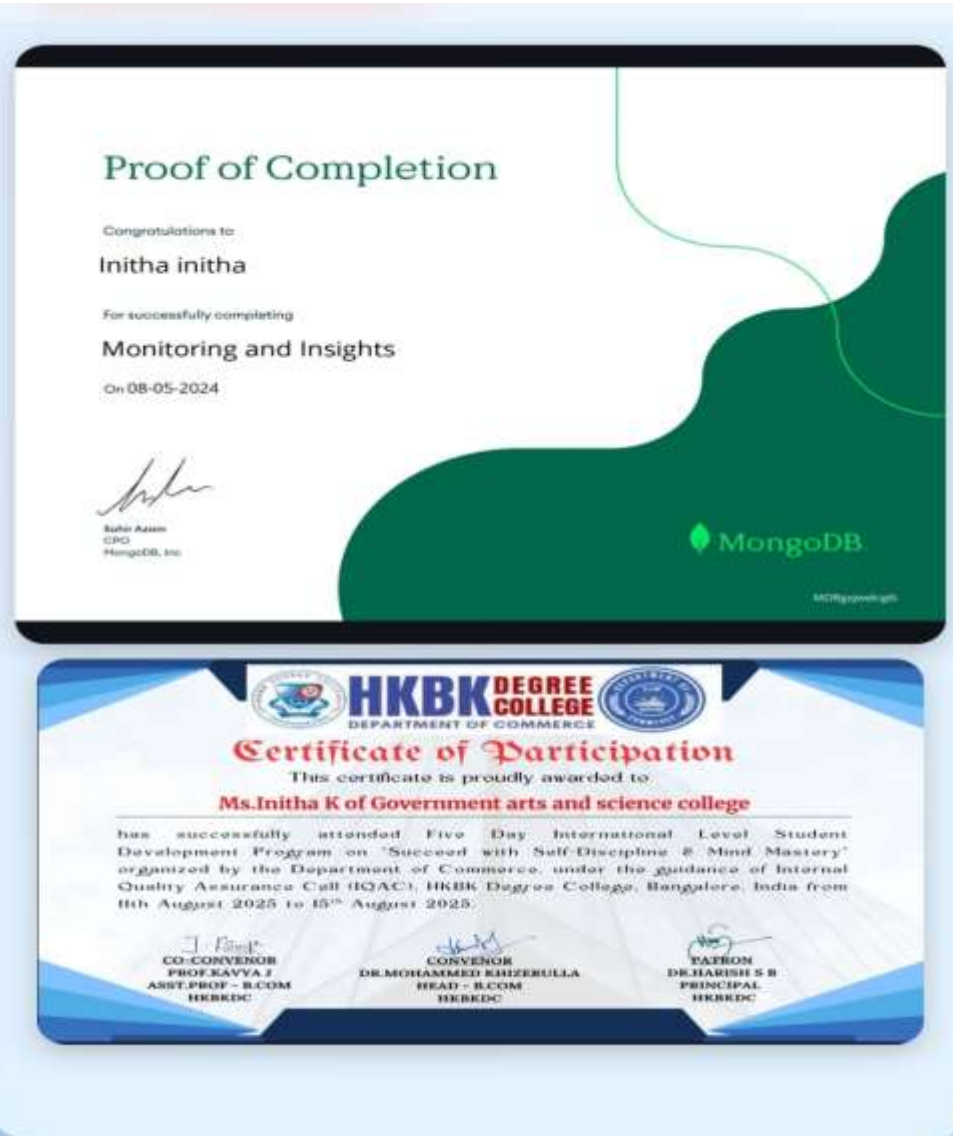 Proof of Completion
Congratulations to
Initha initha
For successfully completing
Monitoring and Insights
On 08-05-2024
Sahir Azam
CPO
MongoDB, Inc
MongoDB
HKBK DEGREE COLLEGE
DEPARTMENT OF COMMERCE
Certificate of Participation
This certificate is proudly awarded to
Ms.Initha K of Government arts and science college
has successfully attended Five Day International Level Student
Development Program on "Succeed with Self-Discipline & Mind Mastery"
organized by the Department of Commerce, under the guidance of Internal
Quality Assurance Cell (IQAC), HKBK Degree College, Bangalore, India from
11th August 2025 to 15th August 2025.
CO-CONVENOR
PROF.KAVYA J
ASST.PROF - B.COM
HKBKDC
CONVENOR
DR.MOHAMMED KHIZERULLA
HEAD - B.COM
HKBKDC
PATRON
DR.HARISH S B
PRINCIPAL
HKBKDC